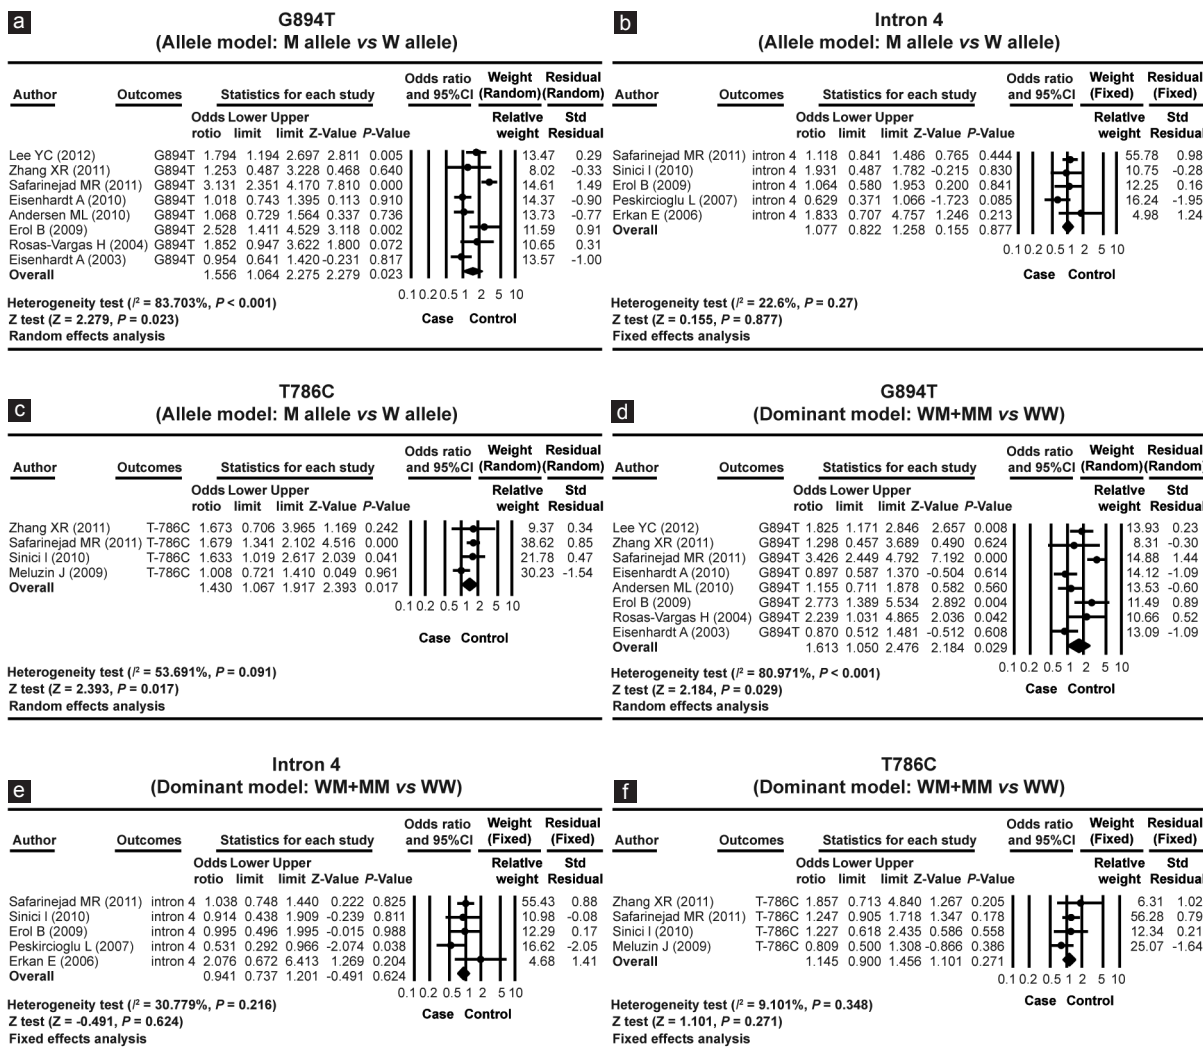 a
G894T
(Allele model: M allele vs W allele)
Odds ratio Weight Residual
Author Outcomes Statistics for each study and 95%CI (Random)(Random)
Odds Lower Upper Relative Std
rotio limit limit Z-Value P-Value weight Residual
Lee YC (2012) G894T 1.794 1.194 2.697 2.811 0.005 13.47 0.29
Zhang XR (2011) G894T 1.253 0.487 3.228 0.468 0.640 8.02 -0.33
Safarinejad MR (2011) G894T 3.131 2.351 4.170 7.810 0.000 14.61 1.49
Eisenhardt A (2010) G894T 1.018 0.743 1.395 0.113 0.910 14.37 -0.90
Andersen ML (2010) G894T 1.068 0.729 1.564 0.337 0.736 13.73 -0.77
Erol B (2009) G894T 2.528 1.411 4.529 3.118 0.002 11.59 0.91
Rosas-Vargas H (2004) G894T 1.852 0.947 3.622 1.800 0.072 10.65 0.31
Eisenhardt A (2003) G894T 0.954 0.641 1.420 -0.231 0.817 13.57 -1.00
Overall 1.556 1.064 2.275 2.279 0.023
0.1 0.2 0.5 1 2 5 10
Heterogeneity test (I² = 83.703%, P < 0.001)
Case Control
Z test (Z = 2.279, P = 0.023)
Random effects analysis
b
Intron 4
(Allele model: M allele vs W allele)
Odds ratio Weight Residual
Author Outcomes Statistics for each study and 95%CI (Fixed) (Fixed)
Odds Lower Upper Relative Std
rotio limit limit Z-Value P-Value weight Residual
Safarinejad MR (2011) intron 4 1.118 0.841 1.486 0.765 0.444 55.78 0.98
Sinici I (2010) intron 4 1.931 0.487 1.782 -0.215 0.830 10.75 -0.28
Erol B (2009) intron 4 1.064 0.580 1.953 0.200 0.841 12.25 0.16
Peskircioglu L (2007) intron 4 0.629 0.371 1.066 -1.723 0.085 16.24 -1.95
Erkan E (2006) intron 4 1.833 0.707 4.757 1.246 0.213 4.98 1.24
Overall 1.077 0.822 1.258 0.155 0.877
0.1 0.2 0.5 1 2 5 10
Case Control
Heterogeneity test (I² = 22.6%, P = 0.27)
Z test (Z = 0.155, P = 0.877)
Fixed effects analysis
c
T786C
(Allele model: M allele vs W allele)
Odds ratio Weight Residual
Author Outcomes Statistics for each study and 95%CI (Random)(Random)
Odds Lower Upper Relative Std
rotio limit limit Z-Value P-Value weight Residual
Zhang XR (2011) T-786C 1.673 0.706 3.965 1.169 0.242 9.37 0.34
Safarinejad MR (2011) T-786C 1.679 1.341 2.102 4.516 0.000 38.62 0.85
Sinici I (2010) T-786C 1.633 1.019 2.617 2.039 0.041 21.78 0.47
Meluzin J (2009) T-786C 1.008 0.721 1.410 0.049 0.961 30.23 -1.54
Overall 1.430 1.067 1.917 2.393 0.017
0.1 0.2 0.5 1 2 5 10
Case Control
Heterogeneity test (I² = 53.691%, P = 0.091)
Z test (Z = 2.393, P = 0.017)
Random effects analysis
d
G894T
(Dominant model: WM+MM vs WW)
Odds ratio Weight Residual
Author Outcomes Statistics for each study and 95%CI (Random)(Random)
Odds Lower Upper Relative Std
rotio limit limit Z-Value P-Value weight Residual
Lee YC (2012) G894T 1.825 1.171 2.846 2.657 0.008 13.93 0.23
Zhang XR (2011) G894T 1.298 0.457 3.689 0.490 0.624 8.31 -0.30
Safarinejad MR (2011) G894T 3.426 2.449 4.792 7.192 0.000 14.88 1.44
Eisenhardt A (2010) G894T 0.897 0.587 1.370 -0.504 0.614 14.12 -1.09
Andersen ML (2010) G894T 1.155 0.711 1.878 0.582 0.560 13.53 -0.60
Erol B (2009) G894T 2.773 1.389 5.534 2.892 0.004 11.49 0.89
Rosas-Vargas H (2004) G894T 2.239 1.031 4.865 2.036 0.042 10.66 0.52
Eisenhardt A (2003) G894T 0.870 0.512 1.481 -0.512 0.608 13.09 -1.09
Overall 1.613 1.050 2.476 2.184 0.029
0.1 0.2 0.5 1 2 5 10
Heterogeneity test (I² = 80.971%, P < 0.001)
Case Control
Z test (Z = 2.184, P = 0.029)
Random effects analysis
e
Intron 4
(Dominant model: WM+MM vs WW)
Odds ratio Weight Residual
Author Outcomes Statistics for each study and 95%CI (Fixed) (Fixed)
Odds Lower Upper Relative Std
rotio limit limit Z-Value P-Value weight Residual
Safarinejad MR (2011) intron 4 1.038 0.748 1.440 0.222 0.825 55.43 0.88
Sinici I (2010) intron 4 0.914 0.438 1.909 -0.239 0.811 10.98 -0.08
Erol B (2009) intron 4 0.995 0.496 1.995 -0.015 0.988 12.29 0.17
Peskircioglu L (2007) intron 4 0.531 0.292 0.966 -2.074 0.038 16.62 -2.05
Erkan E (2006) intron 4 2.076 0.672 6.413 1.269 0.204 4.68 1.41
Overall 0.941 0.737 1.201 -0.491 0.624
0.1 0.2 0.5 1 2 5 10
Heterogeneity test (I² = 30.779%, P = 0.216)
Case Control
Z test (Z = -0.491, P = 0.624)
Fixed effects analysis
f
T786C
(Dominant model: WM+MM vs WW)
Odds ratio Weight Residual
Author Outcomes Statistics for each study and 95%CI (Fixed) (Fixed)
Odds Lower Upper Relative Std
rotio limit limit Z-Value P-Value weight Residual
Zhang XR (2011) T-786C 1.857 0.713 4.840 1.267 0.205 6.31 1.02
Safarinejad MR (2011) T-786C 1.247 0.905 1.718 1.347 0.178 56.28 0.79
Sinici I (2010) T-786C 1.227 0.618 2.435 0.586 0.558 12.34 0.21
Meluzin J (2009) T-786C 0.809 0.500 1.308 -0.866 0.386 25.07 -1.64
Overall 1.145 0.900 1.456 1.101 0.271
0.1 0.2 0.5 1 2 5 10
Case Control
Heterogeneity test (I² = 9.101%, P = 0.348)
Z test (Z = 1.101, P = 0.271)
Fixed effects analysis